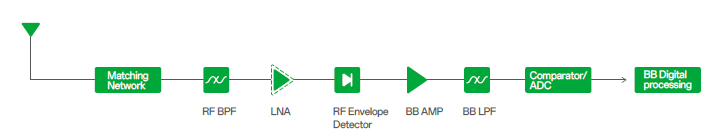 Matching
Network
RF BPF
LNA
RF Envelope
Detector
BB AMP
BB LPF
Comparator/
ADC
BB Digital
processing